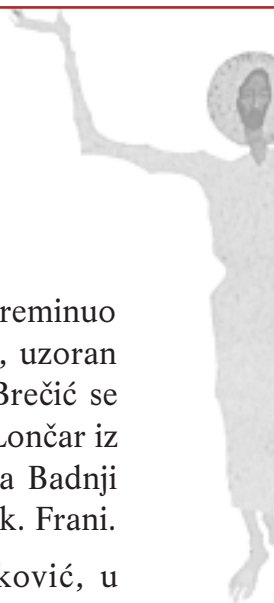 reminuo
, uzoran
Brečić se
Lončar iz
a Badnji
k. Frani.
ković, u